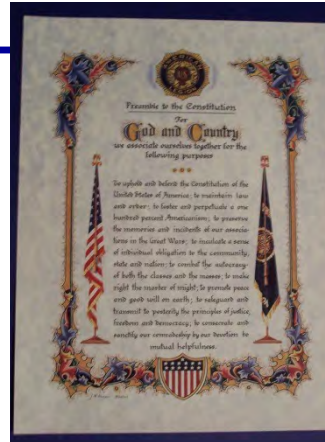 AMERICAN
LEGION
Preamble to the Constitution
For
God and Country
we associate ourselves together for the
following purposes
To uphold and defend the Constitution of the
United States of America; to maintain law
and order; to foster and perpetuate a one
hundred percent Americanism; to preserve
the memories and incidents of our associa-
tions in the Great Wars; to inculcate a sense
of individual obligation to the community,
state and nation; to combat the autocracy
of both the classes and the masses; to make
right the master of might; to promote peace
and good will on earth; to safeguard and
transmit to posterity the principles of justice,
freedom and democracy; to consecrate and
sanctify our comradeship by our devotion to
mutual helpfulness.